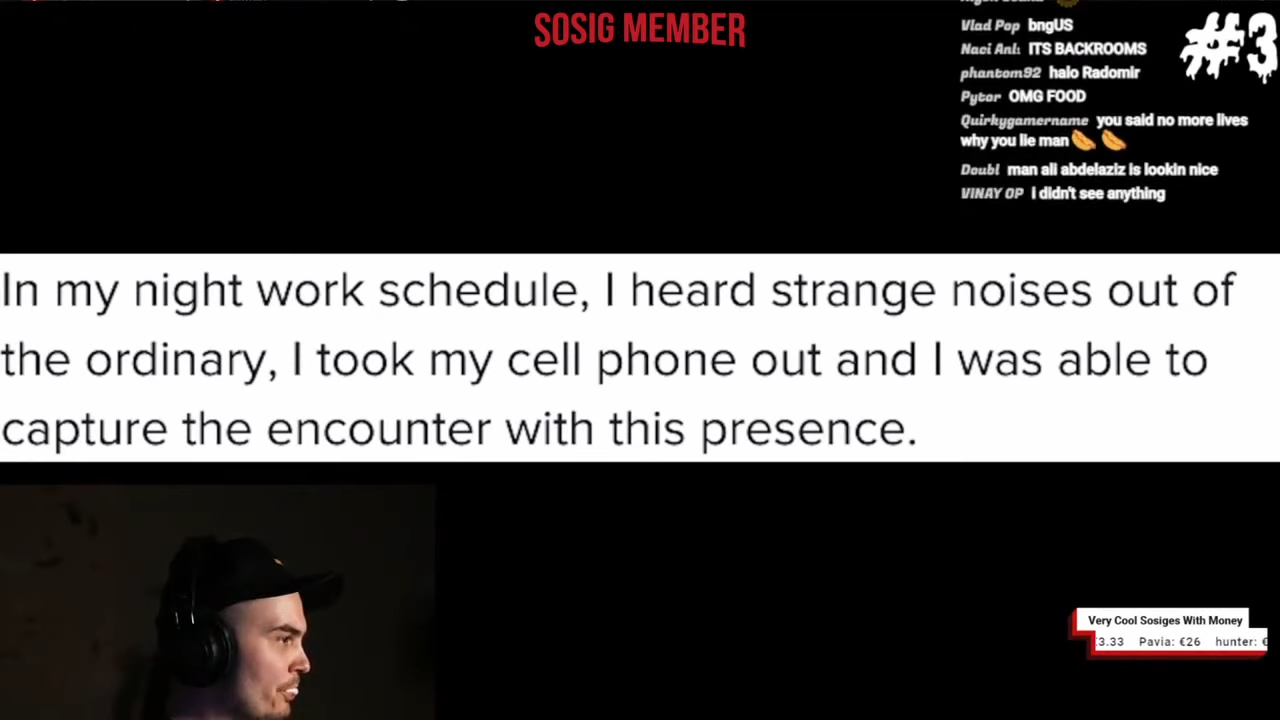 SOSIG MEMBER
#3
Vlad Pop bngUS
ITS BACKROOMS
phantom92 halo Radomir
Pytor OMG FOOD
Quirkygamername you said no more lives
why you lie man
Doubl man ali abdelaziz is lookin nice
VINAY OP I didn't see anything
In my night work schedule, I heard strange noises out of
the ordinary, I took my cell phone out and I was able to
capture the encounter with this presence.
Very Cool Sosiges With Money
3.33 Pavia: €26 hunter: €